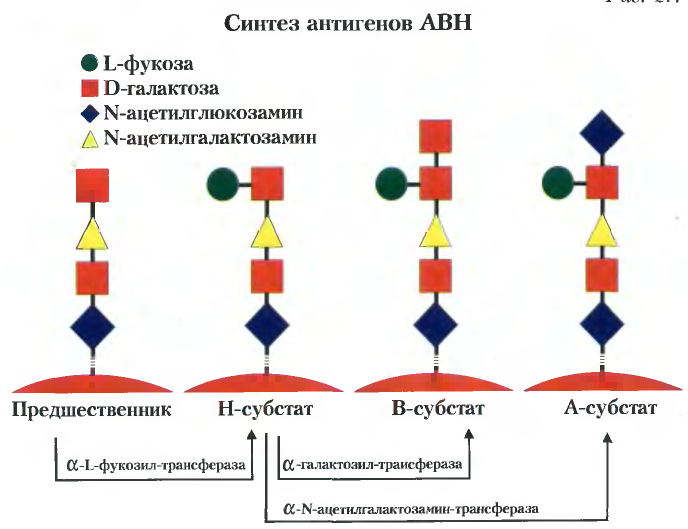 Синтез антигенов АВН
L-фукоза
D-галактоза
N-ацетилглюкозамин
N-ацетилгалактозамин
Предшественник
Н-субстат
В-субстат
А-субстат
α-L-фукозил-трансфераза
α-галактозил-траисфераза
α-N-ацетилгалактозамин-трансфераза